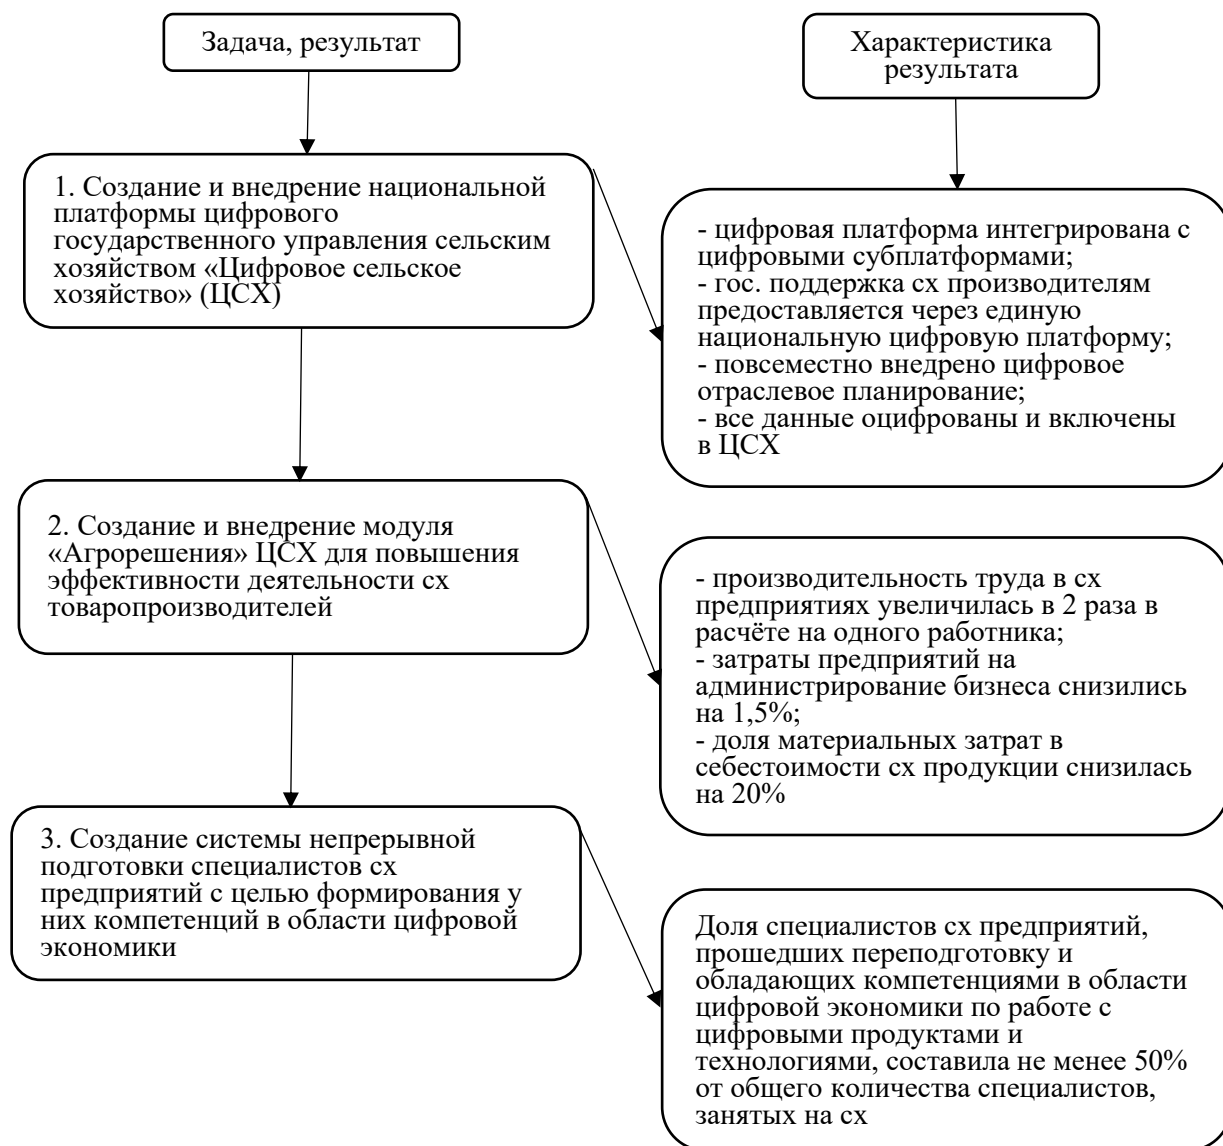 Задача, результат
Характеристика
результата
1. Создание и внедрение национальной
платформы цифрового
государственного управления сельским
хозяйством «Цифровое сельское
хозяйство» (ЦСХ)
- цифровая платформа интегрирована с
цифровыми субплатформами;
- гос. поддержка сх производителям
предоставляется через единую
национальную цифровую платформу;
- повсеместно внедрено цифровое
отраслевое планирование;
- все данные оцифрованы и включены
в ЦСХ
2. Создание и внедрение модуля
«Агрорешения» ЦСХ для повышения
эффективности деятельности сх
товаропроизводителей
- производительность труда в сх
предприятиях увеличилась в 2 раза в
расчёте на одного работника;
- затраты предприятий на
администрирование бизнеса снизились
на 1,5%;
- доля материальных затрат в
себестоимости сх продукции снизилась
на 20%
3. Создание системы непрерывной
подготовки специалистов сх
предприятий с целью формирования у
них компетенций в области цифровой
экономики
Доля специалистов сх предприятий,
прошедших переподготовку и
обладающих компетенциями в области
цифровой экономики по работе с
цифровыми продуктами и
технологиями, составила не менее 50%
от общего количества специалистов,
занятых на сх